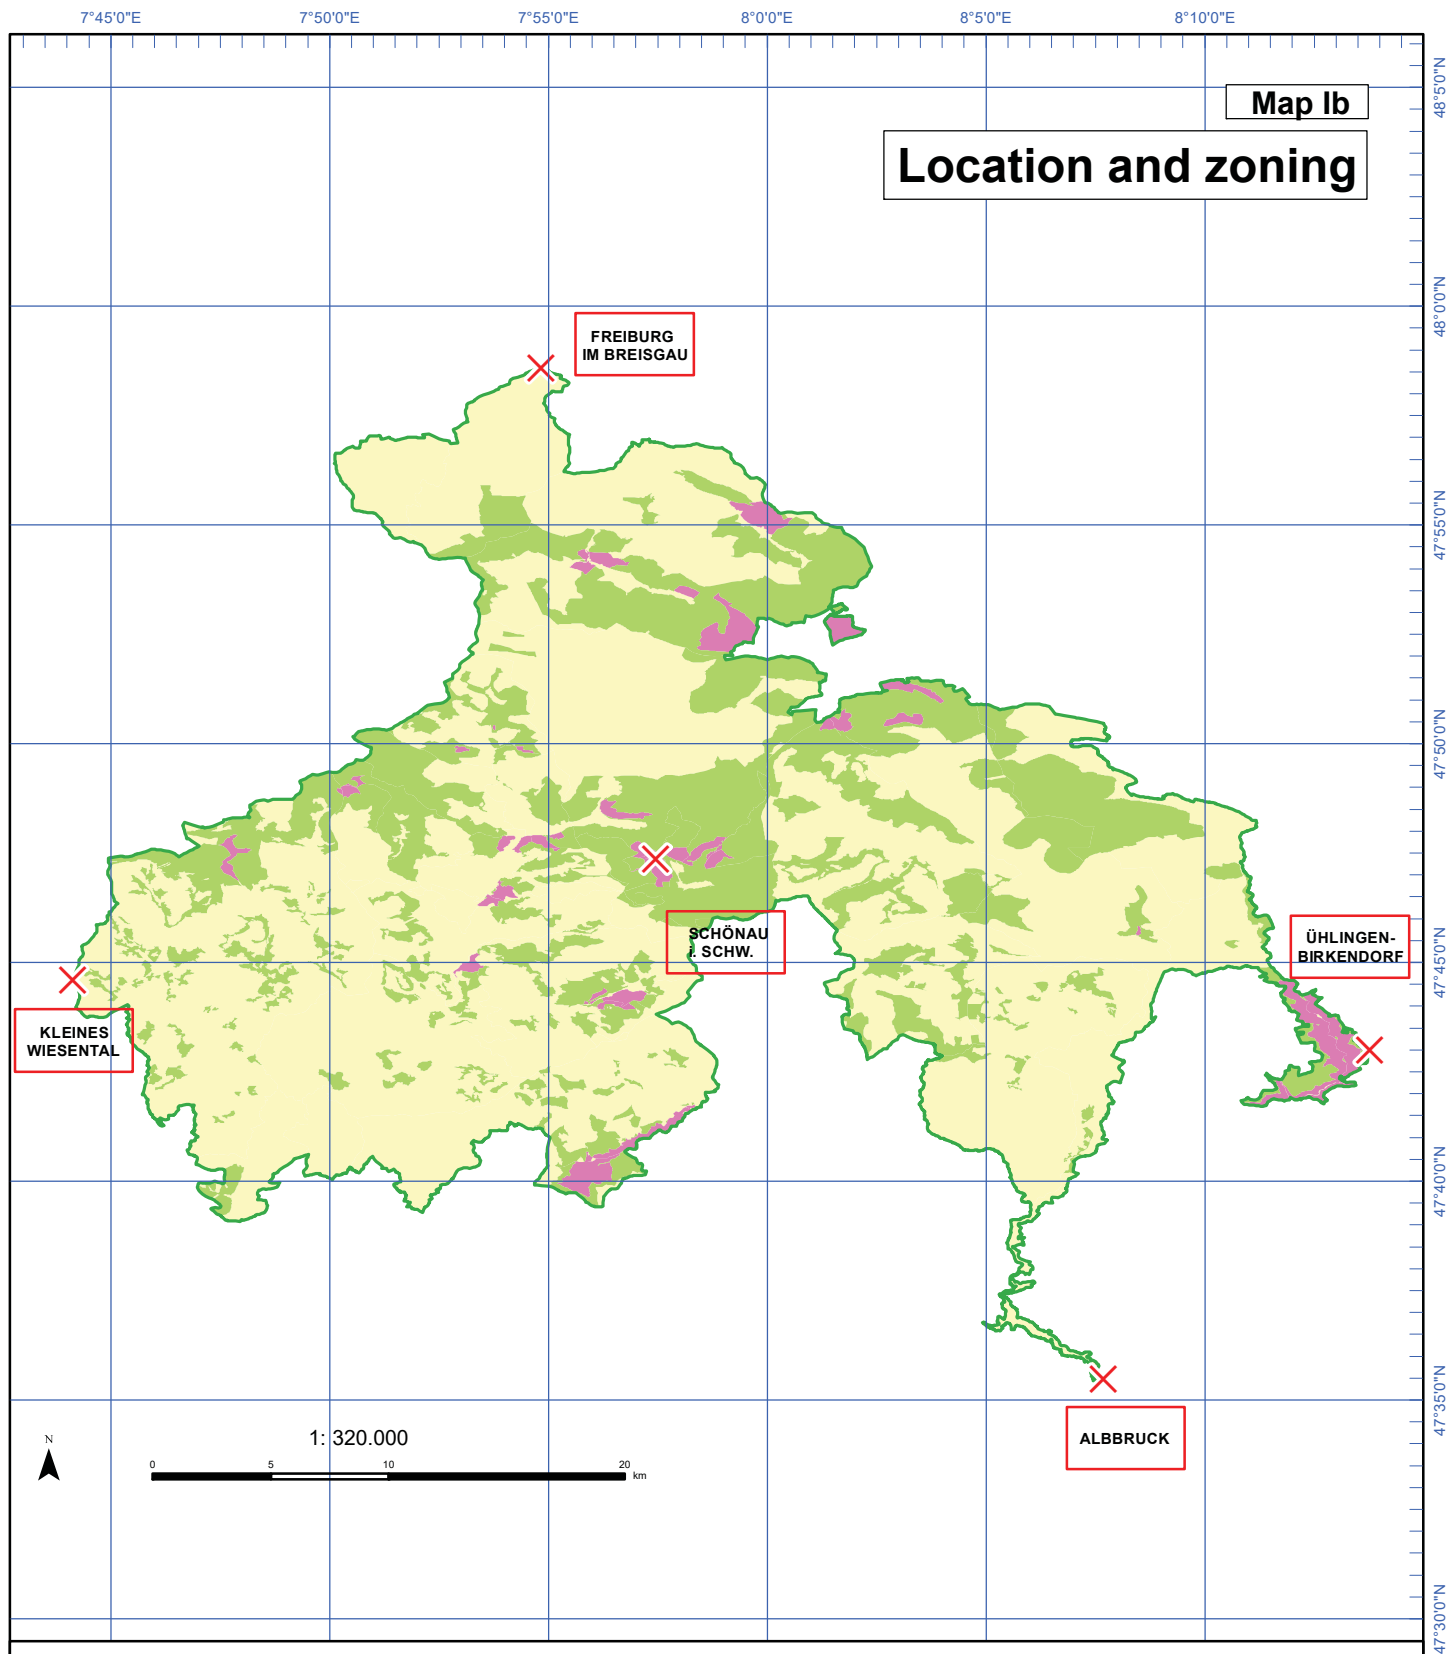 7°45'0"E 7°50'0"E 7°55'0"E 8°0'0"E 8°5'0"E 8°10'0"E
48°5'0"N
Map Ib
Location and zoning
48°0'0"N
FREIBURG
IM BREISGAU
47°55'0"N
47°50'0"N
SCHÖNAU
i. SCHW.
ÜHLINGEN-
BIRKENDORF
47°45'0"N
KLEINES
WIESENTAL
47°40'0"N
47°35'0"N
ALBBRUCK
N
1: 320.000
0 5 10 20
km
47°30'0"N